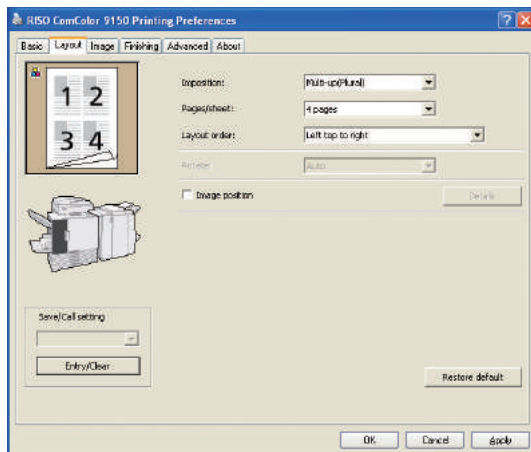 RISO ComColor 9150 Printing Preferences
Basic Layout Image Finishing Advanced About
1 2
3 4
Imposition: Multi-up(Plural)
Pages/sheet: 4 pages
Layout order: Left top to right
Rotate: Auto
Image position Details
Save/Call setting
Entry/Clear
Restore default
OK Cancel Apply